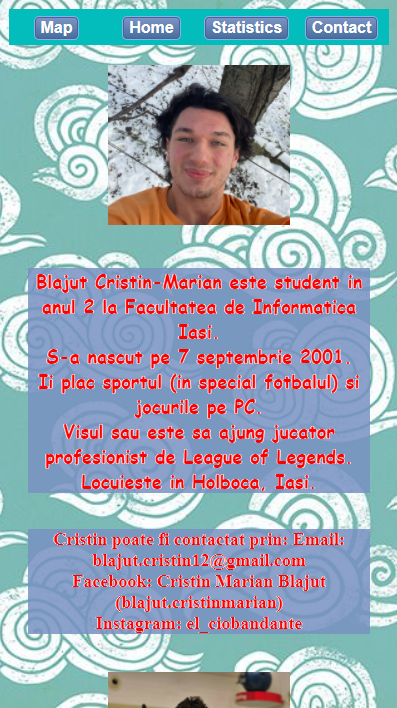 Map Home Statistics Contact
Blajut Cristin-Marian este student in
anul 2 la Facultatea de Informatica
Iasi.
S-a nascut pe 7 septembrie 2001.
Ii plac sportul (in special fotbalul) si
jocurile pe PC.
Visul sau este sa ajung jucator
profesionist de League of Legends.
Locuieste in Holboca, Iasi.
Cristin poate fi contactat prin: Email:
blajut.cristin12@gmail.com
Facebook: Cristin Marian Blajut
(blajut.cristinmarian)
Instagram: el_ciobandante